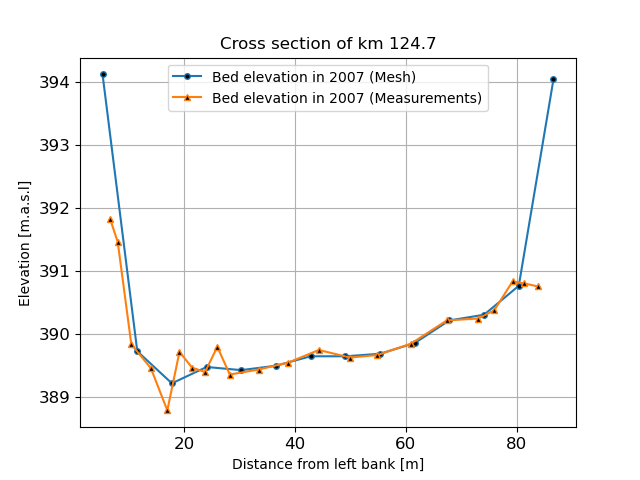 Cross section of km 124.7
Bed elevation in 2007 (Mesh)
Bed elevation in 2007 (Measurements)
394
393
392
391
390
389
Elevation [m.a.s.l]
20 40 60 80
Distance from left bank [m]